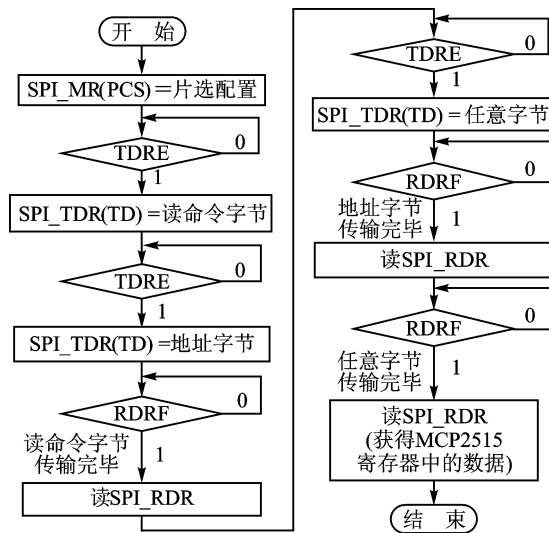 开 始
SPI_MR(PCS)=片选配置
TDRE
0
1
SPI_TDR(TD)=读命令字节
TDRE
0
1
SPI_TDR(TD)=地址字节
RDRF
0
读命令字节
传输完毕
1
读SPI_RDR
TDRE
0
1
SPI_TDR(TD)=任意字节
RDRF
0
地址字节
传输完毕
1
读SPI_RDR
RDRF
0
任意字节
传输完毕
1
读SPI_RDR
(获得MCP2515
寄存器中的数据)
结 束